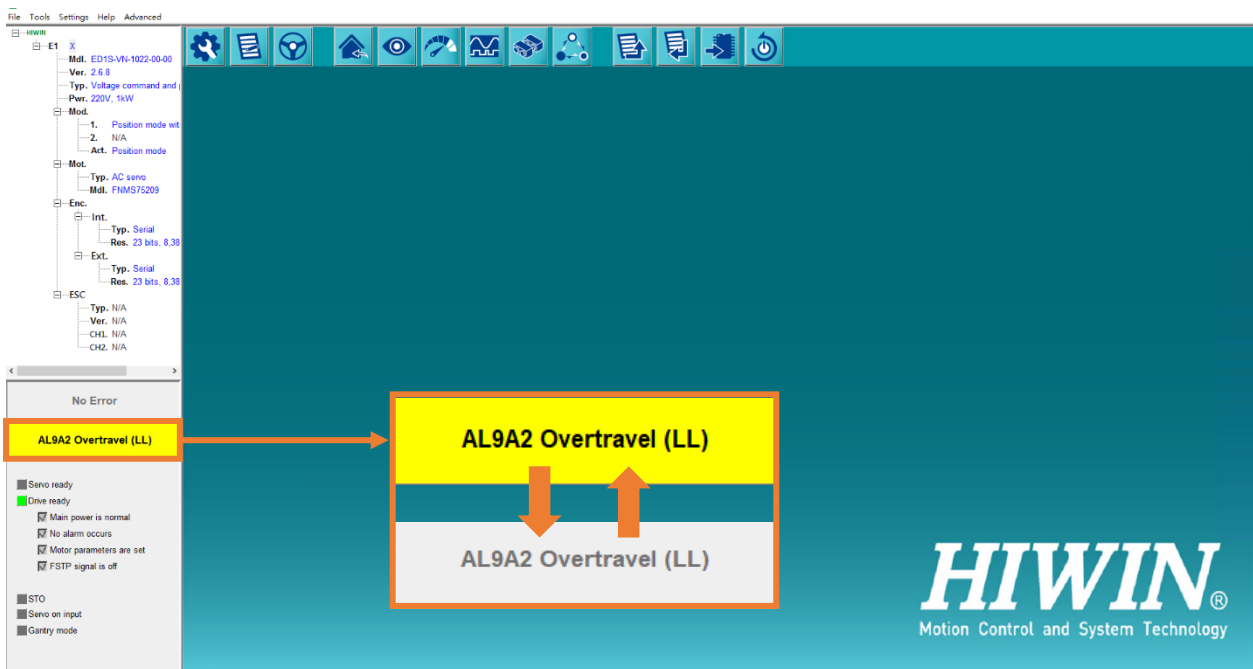 File Tools Settings Help Advanced
HIWIN
E1 X
Mdl. ED1S-VN-1022-00-00
Ver. 2.6.8
Typ. Voltage command and p
Pwr. 220V, 1kW
Mod.
1. Position mode wit
2. N/A
Act. Position mode
Mot.
Typ. AC servo
Mdl. FNMS75209
Enc.
Int.
Typ. Serial
Res. 23 bits, 8,38
Ext.
Typ. Serial
Res. 23 bits, 8,38
ESC
Typ. N/A
Ver. N/A
CH1. N/A
CH2. N/A
No Error
AL9A2 Overtravel (LL)
Servo ready
Drive ready
Main power is normal
No alarm occurs
Motor parameters are set
FSTP signal is off
STO
Servo on input
Gantry mode
AL9A2 Overtravel (LL)
AL9A2 Overtravel (LL)
HIWIN®
Motion Control and System Technology